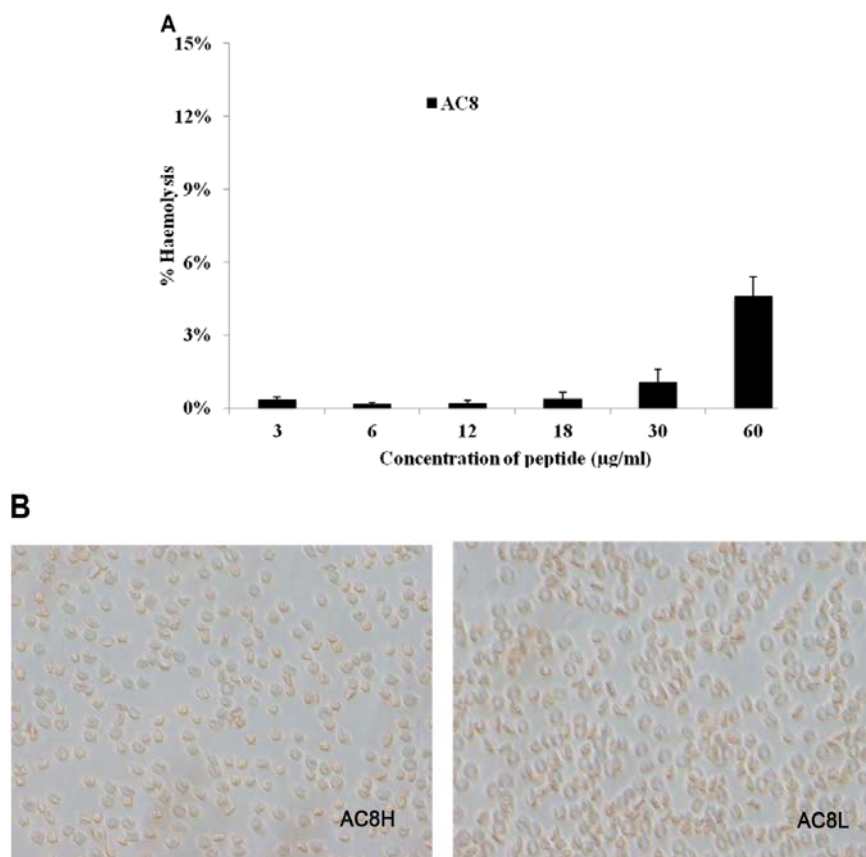 A
15%
12%
9%
6%
3%
0%
% Haemolysis
AC8
3 6 12 18 30 60
Concentration of peptide (µg/ml)
B
AC8H
AC8L